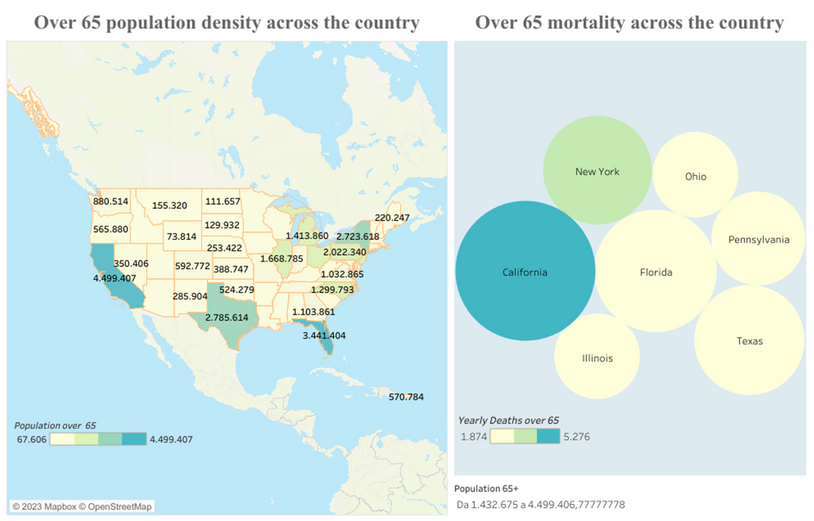 Over 65 population density across the country
Over 65 mortality across the country
880.514
155.320
111.657
220.247
565.880
129.932
73.814
1.413.860
2.723.618
253.422
2.022.340
350.406
592.772
388.747
1.668.785
4.499.407
1.032.865
285.904
524.279
1.299.793
2.785.614
1.103.861
3.441.404
570.784
Population over 65
67.606
4.499.407
© 2023 Mapbox © OpenStreetMap
New York
Ohio
Pennsylvania
California
Florida
Texas
Illinois
Yearly Deaths over 65
1.874
5.276
Population 65+
Da 1.432.675 a 4.499.406,77777778